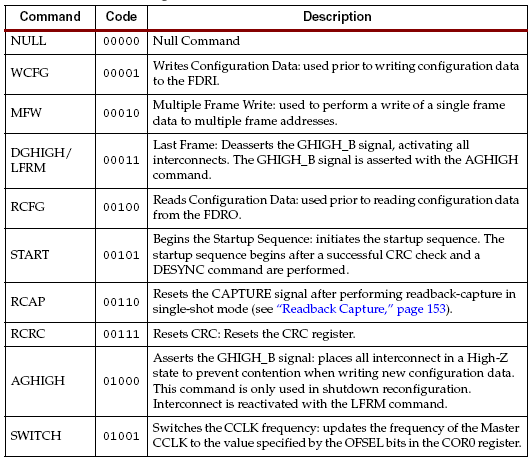 Command Code Description
NULL 00000 Null Command
WCFG 00001 Writes Configuration Data: used prior to writing configuration data
to the FDRI.
MFW 00010 Multiple Frame Write: used to perform a write of a single frame
data to multiple frame addresses.
DGHIGH/
LFRM 00011 Last Frame: Deasserts the GHIGH_B signal, activating all
interconnects. The GHIGH_B signal is asserted with the AGHIGH
command.
RCFG 00100 Reads Configuration Data: used prior to reading configuration data
from the FDRO.
START 00101 Begins the Startup Sequence: initiates the startup sequence. The
startup sequence begins after a successful CRC check and a
DESYNC command are performed.
RCAP 00110 Resets the CAPTURE signal after performing readback-capture in
single-shot mode (see “Readback Capture,” page 153).
RCRC 00111 Resets CRC: Resets the CRC register.
AGHIGH 01000 Asserts the GHIGH_B signal: places all interconnect in a High-Z
state to prevent contention when writing new configuration data.
This command is only used in shutdown reconfiguration.
Interconnect is reactivated with the LFRM command.
SWITCH 01001 Switches the CCLK frequency: updates the frequency of the Master
CCLK to the value specified by the OFSEL bits in the COR0 register.